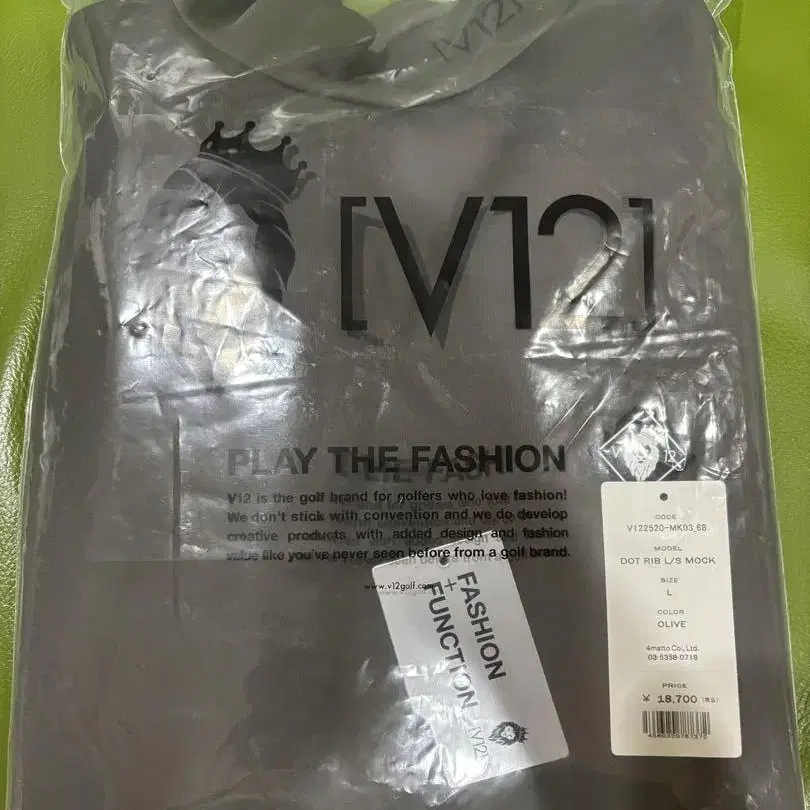 [V12]
[V12]
PLAY THE FASHION
V12 is the golf brand for golfers who love fashion!
We don't stick with convention and we do develop
creative products with added design and fashion
value like you've never seen before from a golf brand.
www.v12golf.com
FASHION
+
FUNCTION
[V12]
V 12
CODE
V122520-MK03_68
MODEL
DOT RIB L/S MOCK
SIZE
L
COLOR
OLIVE
4matto Co., Ltd.
03-5358-0718
PRICE
¥ 18,700 (税込)